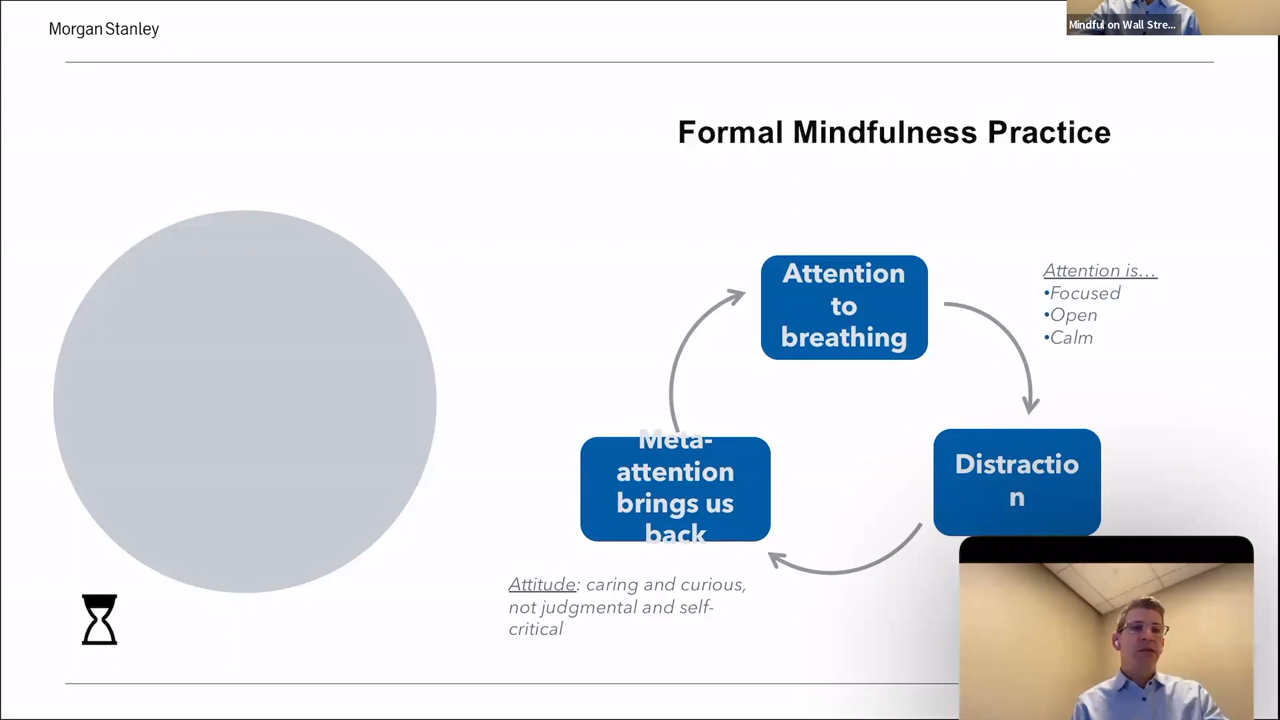 Morgan Stanley
Mindful on Wall Stre...
Formal Mindfulness Practice
Attention
to
breathing
Attention is...
•Focused
•Open
•Calm
Distractio
n
Meta-
attention
brings us
back
Attitude: caring and curious,
not judgmental and self-
critical